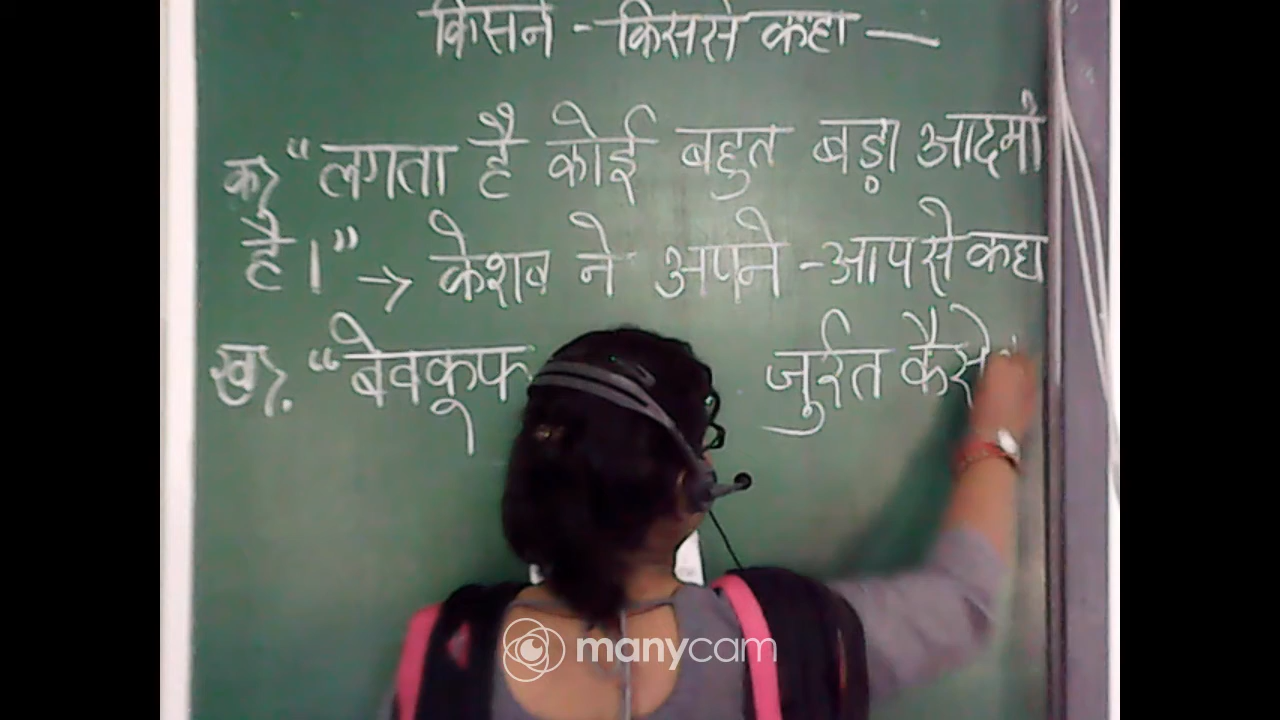 किसने - किससे कहा —
क) “लगता है कोई बहुत बड़ा आदमी
है।” → केशव ने अपने - आपसे कहा
ख). “बेवकूफ जुर्रत कैसे
manycam